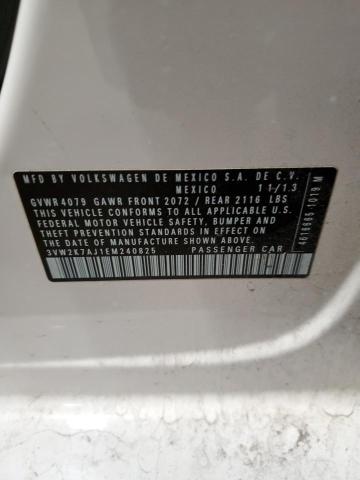 MFD BY VOLKSWAGEN DE MEXICO S.A. DE C.V.
MEXICO 11/13
GVWR 4079 GAWR FRONT 2072 / REAR 2116 LBS
THIS VEHICLE CONFORMS TO ALL APPLICABLE U.S.
FEDERAL MOTOR VEHICLE SAFETY, BUMPER AND
THEFT PREVENTION STANDARDS IN EFFECT ON
THE DATE OF MANUFACTURE SHOWN ABOVE
3VW2K7AJ1EM240825 PASSENGER CAR
4616665 1019 M